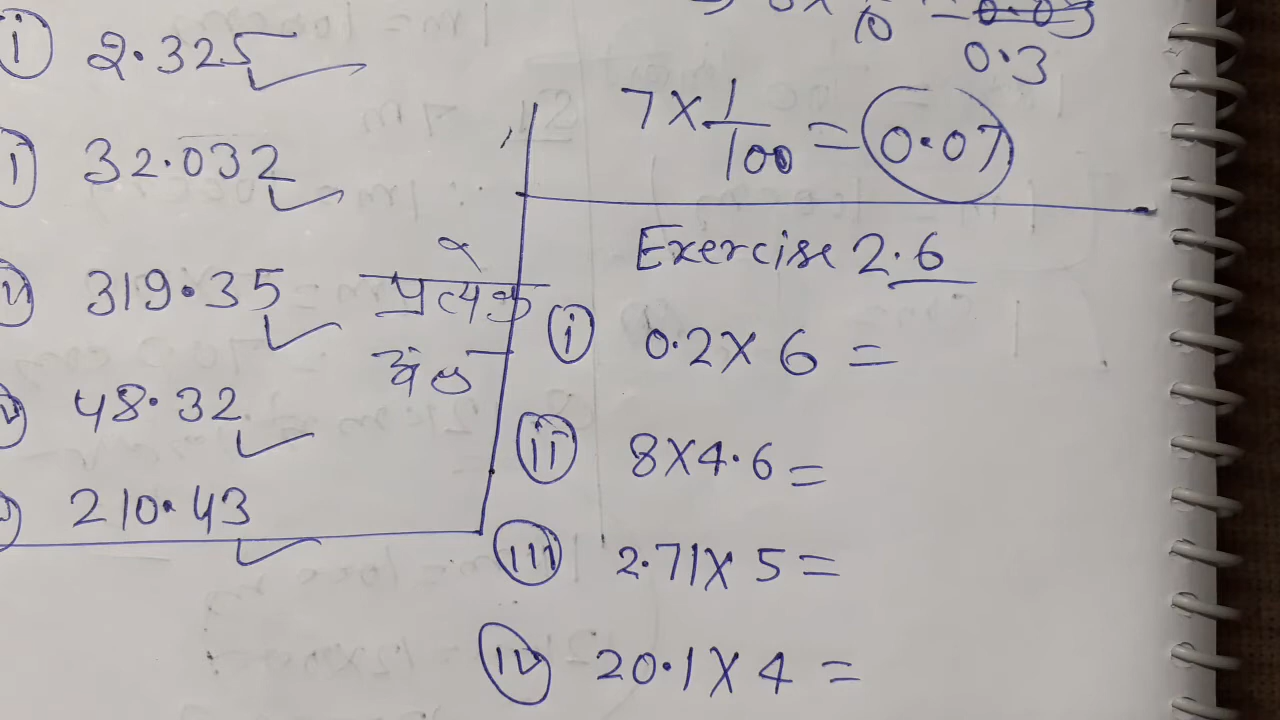 i 2.325
32.032
319.35
48.32
210.43
प्रत्येक
0.3
7 × 1/100 = 0.07
Exercise 2.6
i 0.2 × 6 =
ii 8 × 4.6 =
iii 2.71 × 5 =
iv 20.1 × 4 =